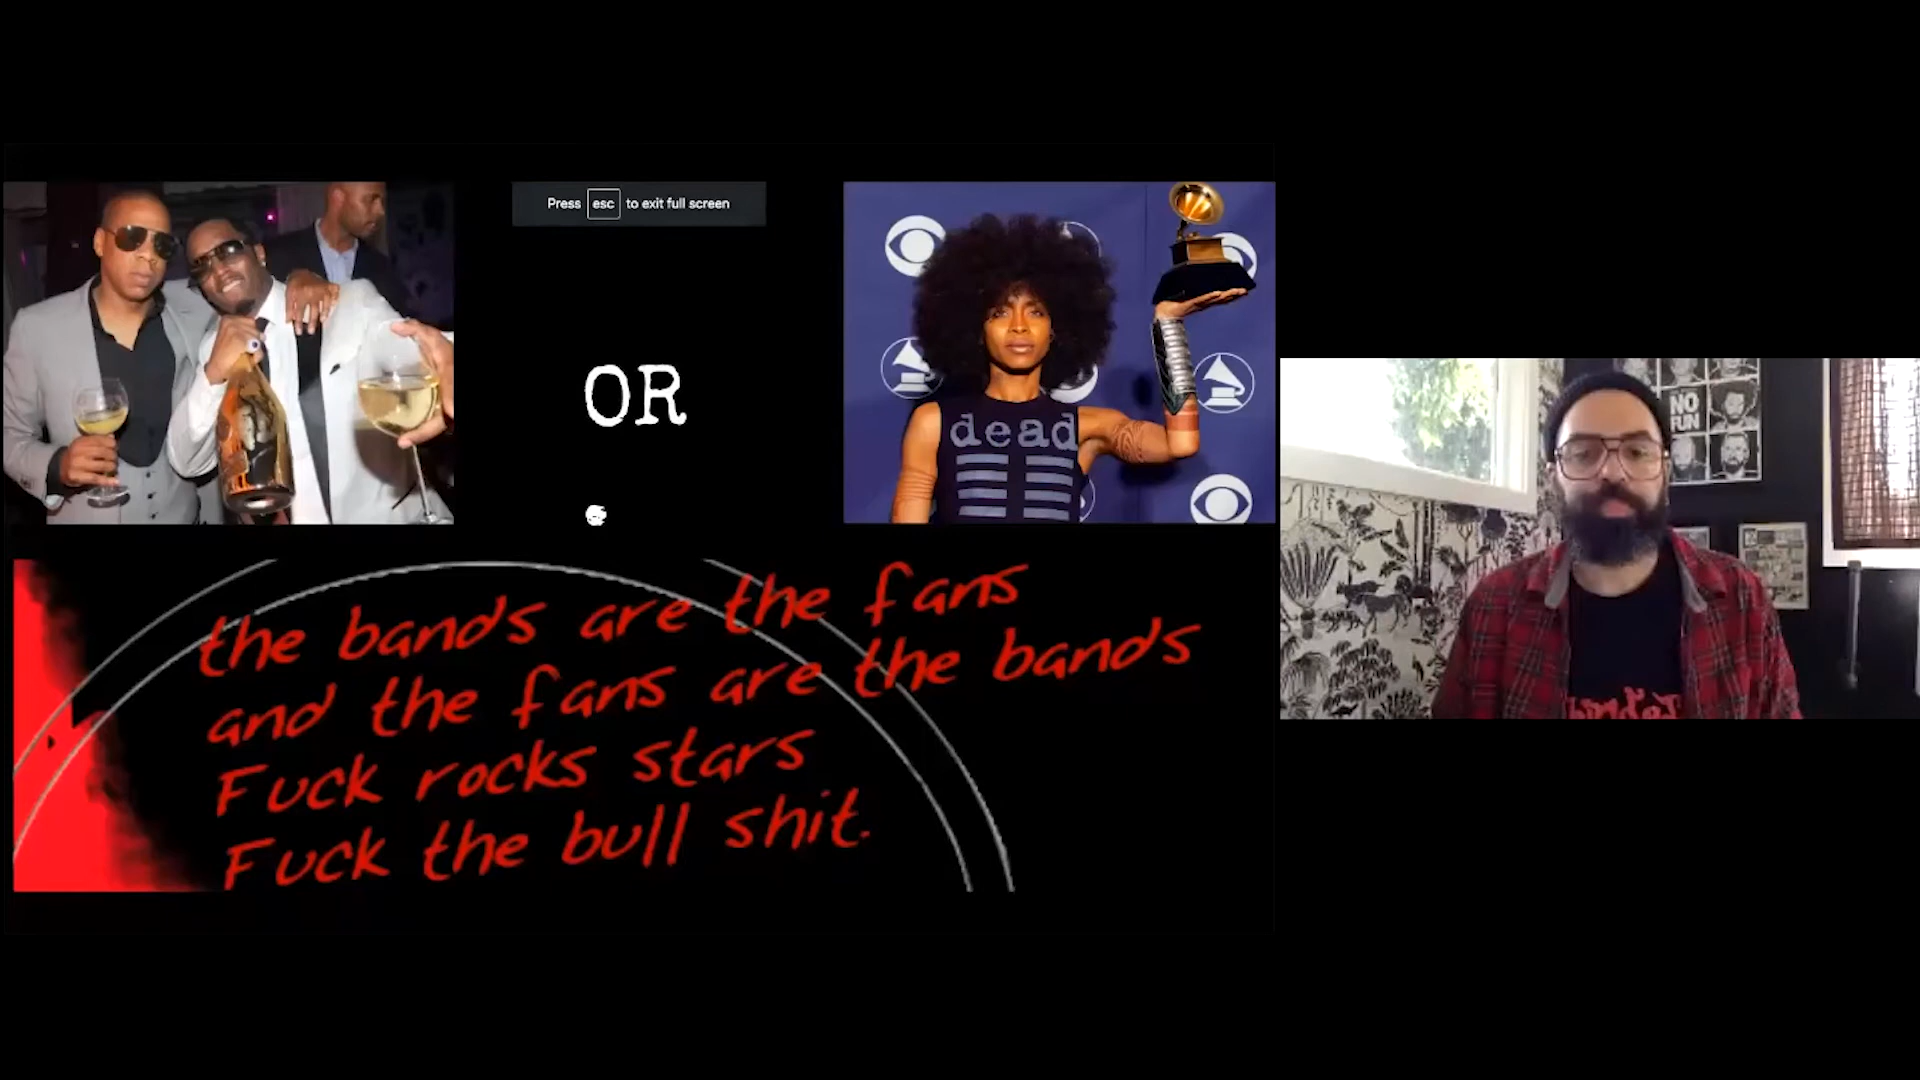 Press esc to exit full screen
OR
dead
NO
FUN
the bands are the fans
and the fans are the bands
Fuck rocks stars
Fuck the bull shit.